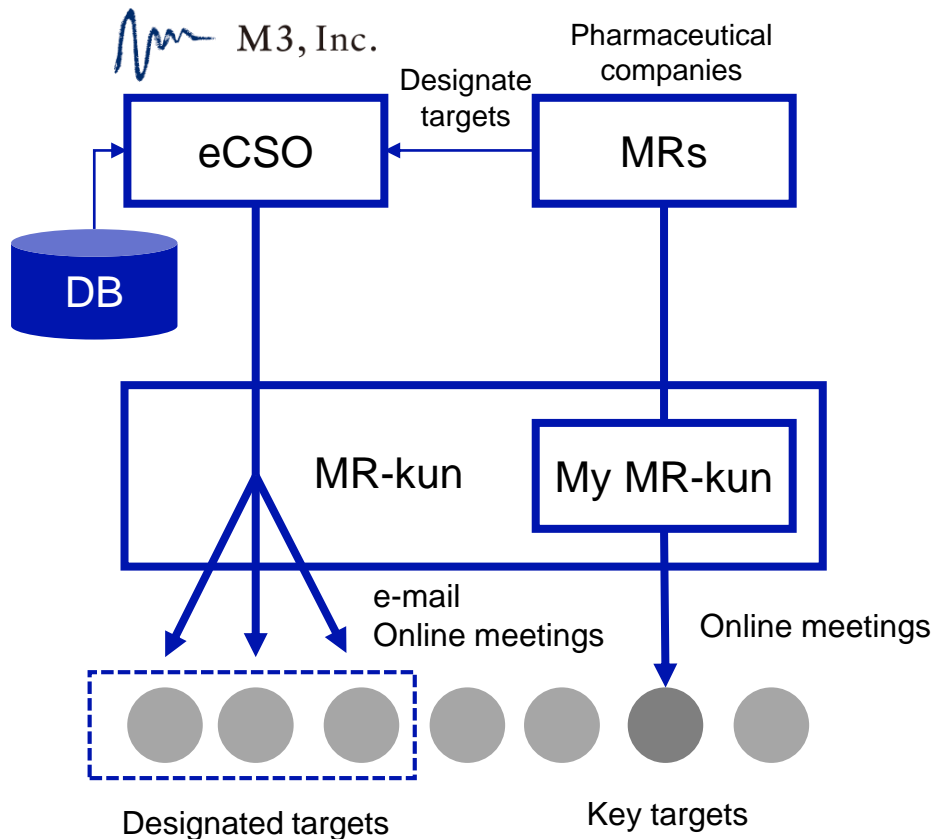 M3, Inc.
Pharmaceutical
companies
Designate
targets
eCSO
MRs
DB
MR-kun
My MR-kun
e-mail
Online meetings
Online meetings
Designated targets
Key targets